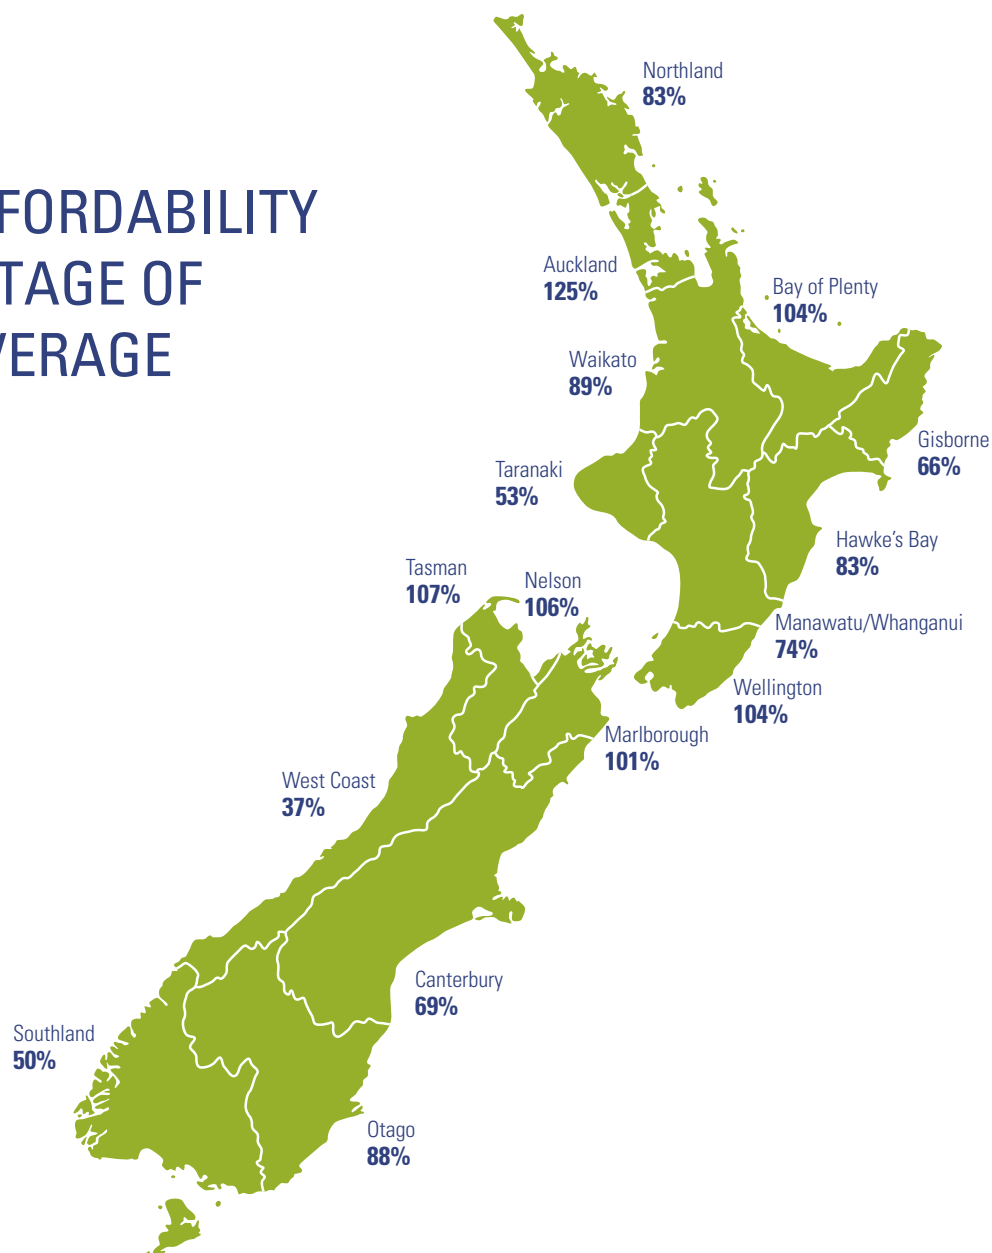 FORDABILITY
TAGE OF
VERAGE
Northland
83%
Auckland
125%
Bay of Plenty
104%
Waikato
89%
Gisborne
66%
Taranaki
53%
Hawke's Bay
83%
Tasman
107%
Nelson
106%
Manawatu/Whanganui
74%
Wellington
104%
Marlborough
101%
West Coast
37%
Canterbury
69%
Southland
50%
Otago
88%